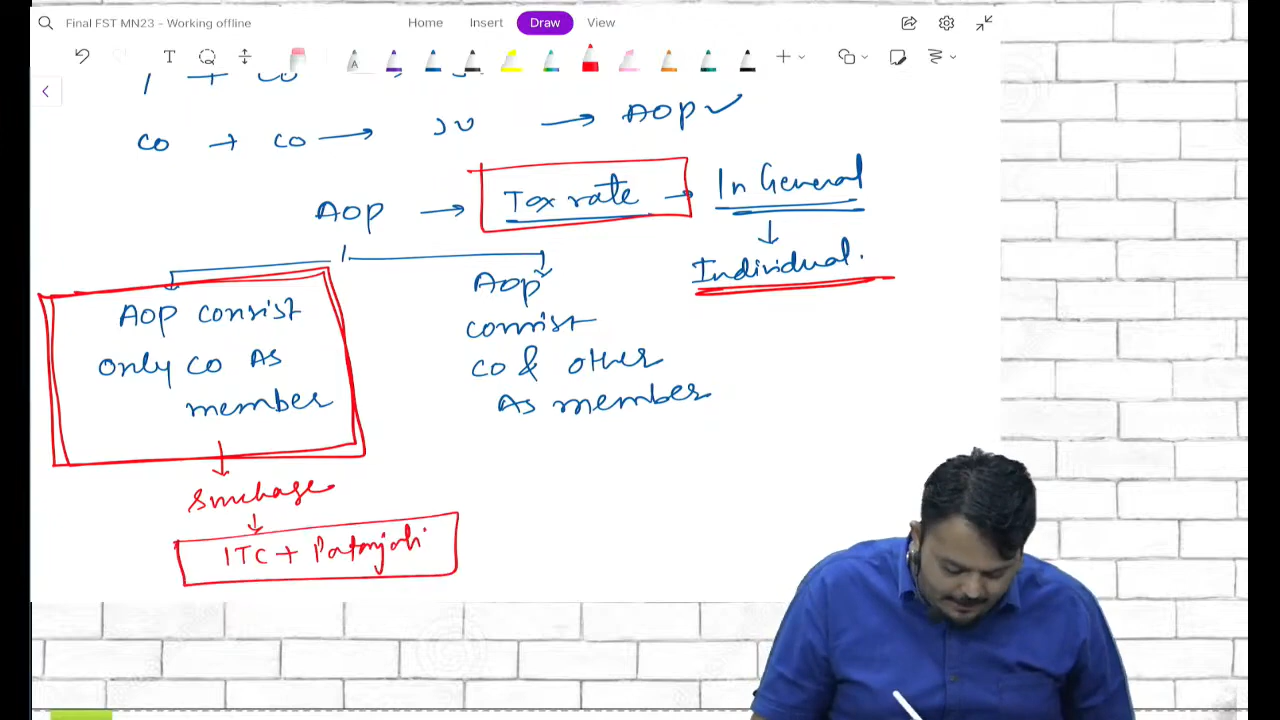 Final FST MN23 - Working offline
Home Insert Draw View
T
A
co + co → JV → AOP ✓
AOP → Tax rate → In General
↓
Individual.
AOP consist
only co As
member
AOP
consist
co & other
As member
↓
Surcharge
↓
ITC + Patanjali